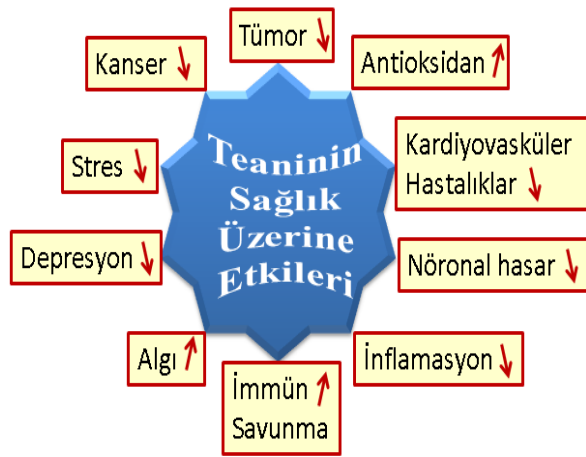 Tümor ↓
Kanser ↓
Antioksidan ↑
Stres ↓
Teaninin
Sağlık
Üzerine
Etkileri
Kardiyovasküler
Hastalıklar ↓
Depresyon ↓
Nöronal hasar ↓
Algı ↑
İmmün ↑
Savunma
İnflamasyon ↓